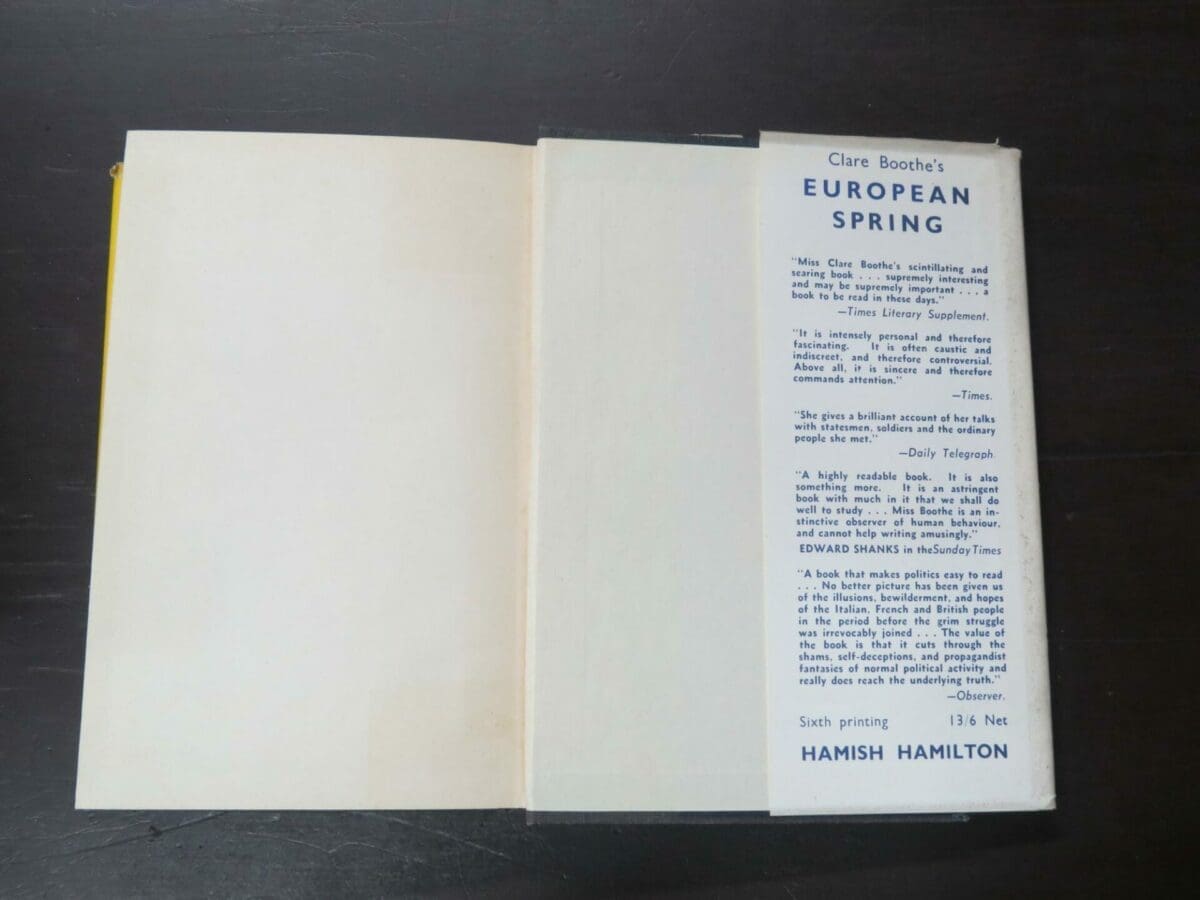 Clare Boothe's
EUROPEAN
SPRING
"Miss Clare Boothe's scintillating and
searing book . . . supremely interesting
and may be supremely important . . . a
book to be read in these days."
—Times Literary Supplement.
"It is intensely personal and therefore
fascinating. It is often caustic and
indiscreet, and therefore controversial.
Above all, it is sincere and therefore
commands attention."
—Times.
"She gives a brilliant account of her talks
with statesmen, soldiers and the ordinary
people she met."
—Daily Telegraph.
"A highly readable book. It is also
something more. It is an astringent
book with much in it that we shall do
well to study . . . Miss Boothe is an in-
stinctive observer of human behaviour,
and cannot help writing amusingly."
EDWARD SHANKS in the Sunday Times
"A book that makes politics easy to read
. . . No better picture has been given us
of the illusions, bewilderment, and hopes
of the Italian, French and British people
in the period before the grim struggle
was irrevocably joined . . . The value of
the book is that it cuts through the
shams, self-deceptions, and propagandist
fantasies of normal political activity and
really does reach the underlying truth."
—Observer.
Sixth printing 13/6 Net
HAMISH HAMILTON